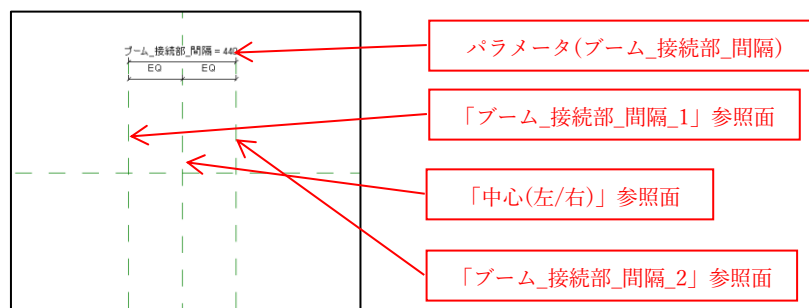 ブーム_接続部_間隔 = 440
EQ EQ
パラメータ(ブーム_接続部_間隔)
「ブーム_接続部_間隔_1」参照面
「中心(左/右)」参照面
「ブーム_接続部_間隔_2」参照面